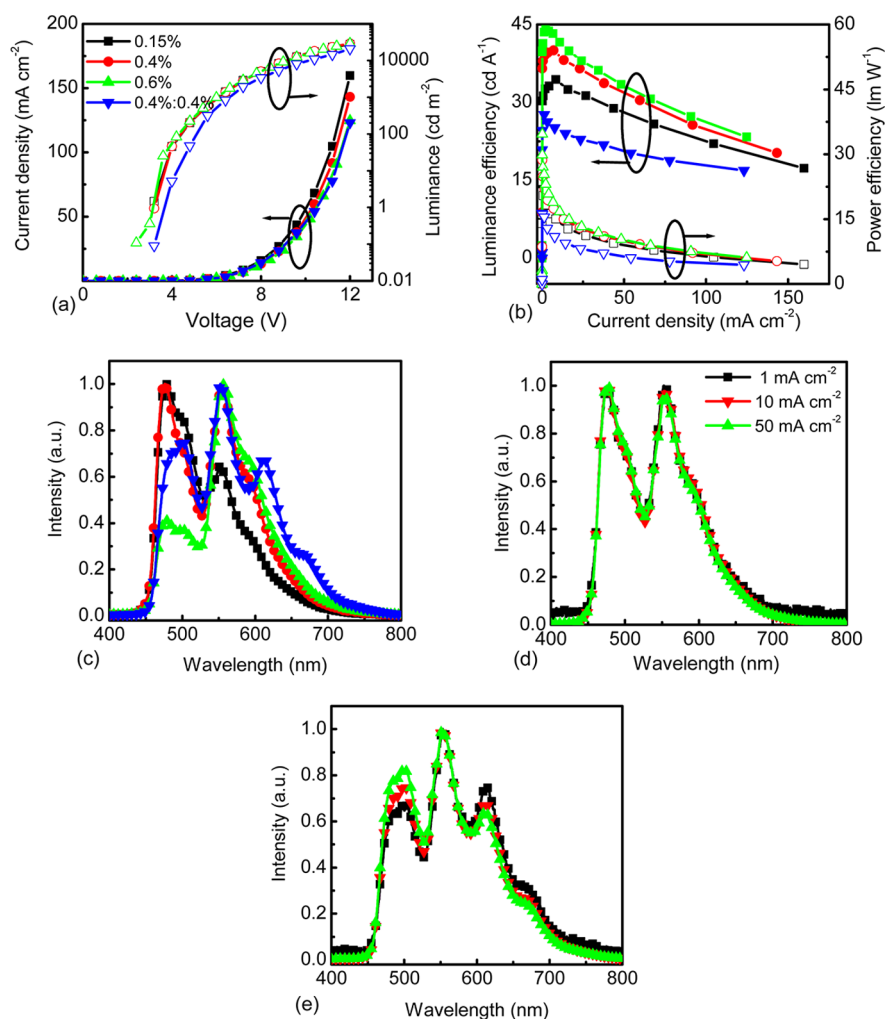 200
150
100
50
0.15%
0.4%
0.6%
0.4%:0.4%
10000
100
1
0.01
Current density (mA cm-2)
Luminance (cd m-2)
0 4 8 12
(a) Voltage (V)
45
30
15
0
60
45
30
15
0
Luminance efficiency (cd A-1)
Power efficiency (lm W-1)
0 50 100 150
(b) Current density (mA cm-2)
1.0
0.8
0.6
0.4
0.2
0.0
Intensity (a.u.)
400 500 600 700 800
(c) Wavelength (nm)
1 mA cm-2
10 mA cm-2
50 mA cm-2
1.0
0.8
0.6
0.4
0.2
0.0
Intensity (a.u.)
400 500 600 700 800
(d) Wavelength (nm)
1.0
0.8
0.6
0.4
0.2
0.0
Intensity (a.u.)
400 500 600 700 800
(e) Wavelength (nm)